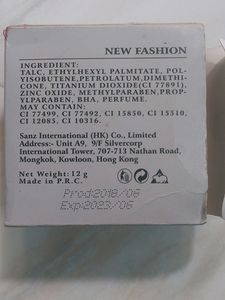 NEW FASHION
INGREDIENT:
TALC, ETHYLHEXYL PALMITATE, POL-
YISOBUTENE,PETROLATUM,DIMETHI-
CONE, TITANIUM DIOXIDE(CI 77891),
ZINC OXIDE, METHYLPARABEN,PROP-
YLPARABEN, BHA, PERFUME.
CI 77499, CI 77492, CI 15850, CI 15510,
CI 12085, CI 10316.
Sanz International (HK) Co., Limited
Address:- Unit A9, 9/F Silvercorp
International Tower, 707-713 Nathan Road,
Mongkok, Kowloon, Hong Kong
Net Weight: 12 g
Made in P.R.C.
Prod:2018/06
Exp:2023/06